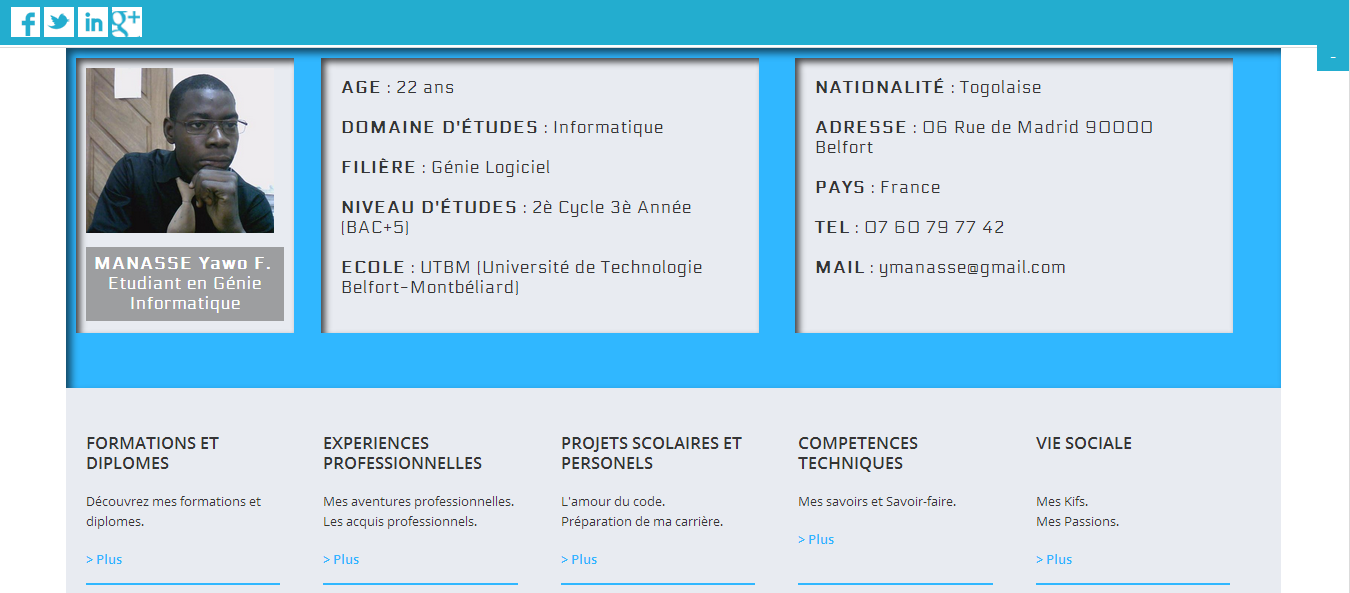 f
in
g+
-
MANASSE Yawo F.
Etudiant en Génie
Informatique
AGE : 22 ans
DOMAINE D'ÉTUDES : Informatique
FILIÈRE : Génie Logiciel
NIVEAU D'ÉTUDES : 2è Cycle 3è Année
(BAC+5)
ECOLE : UTBM (Université de Technologie
Belfort-Montbéliard)
NATIONALITÉ : Togolaise
ADRESSE : 06 Rue de Madrid 90000
Belfort
PAYS : France
TEL : 07 60 79 77 42
MAIL : ymanasse@gmail.com
FORMATIONS ET
DIPLOMES
Découvrez mes formations et
diplomes.
> Plus
EXPERIENCES
PROFESSIONNELLES
Mes aventures professionnelles.
Les acquis professionnels.
> Plus
PROJETS SCOLAIRES ET
PERSONELS
L'amour du code.
Préparation de ma carrière.
> Plus
COMPETENCES
TECHNIQUES
Mes savoirs et Savoir-faire.
> Plus
VIE SOCIALE
Mes Kifs.
Mes Passions.
> Plus